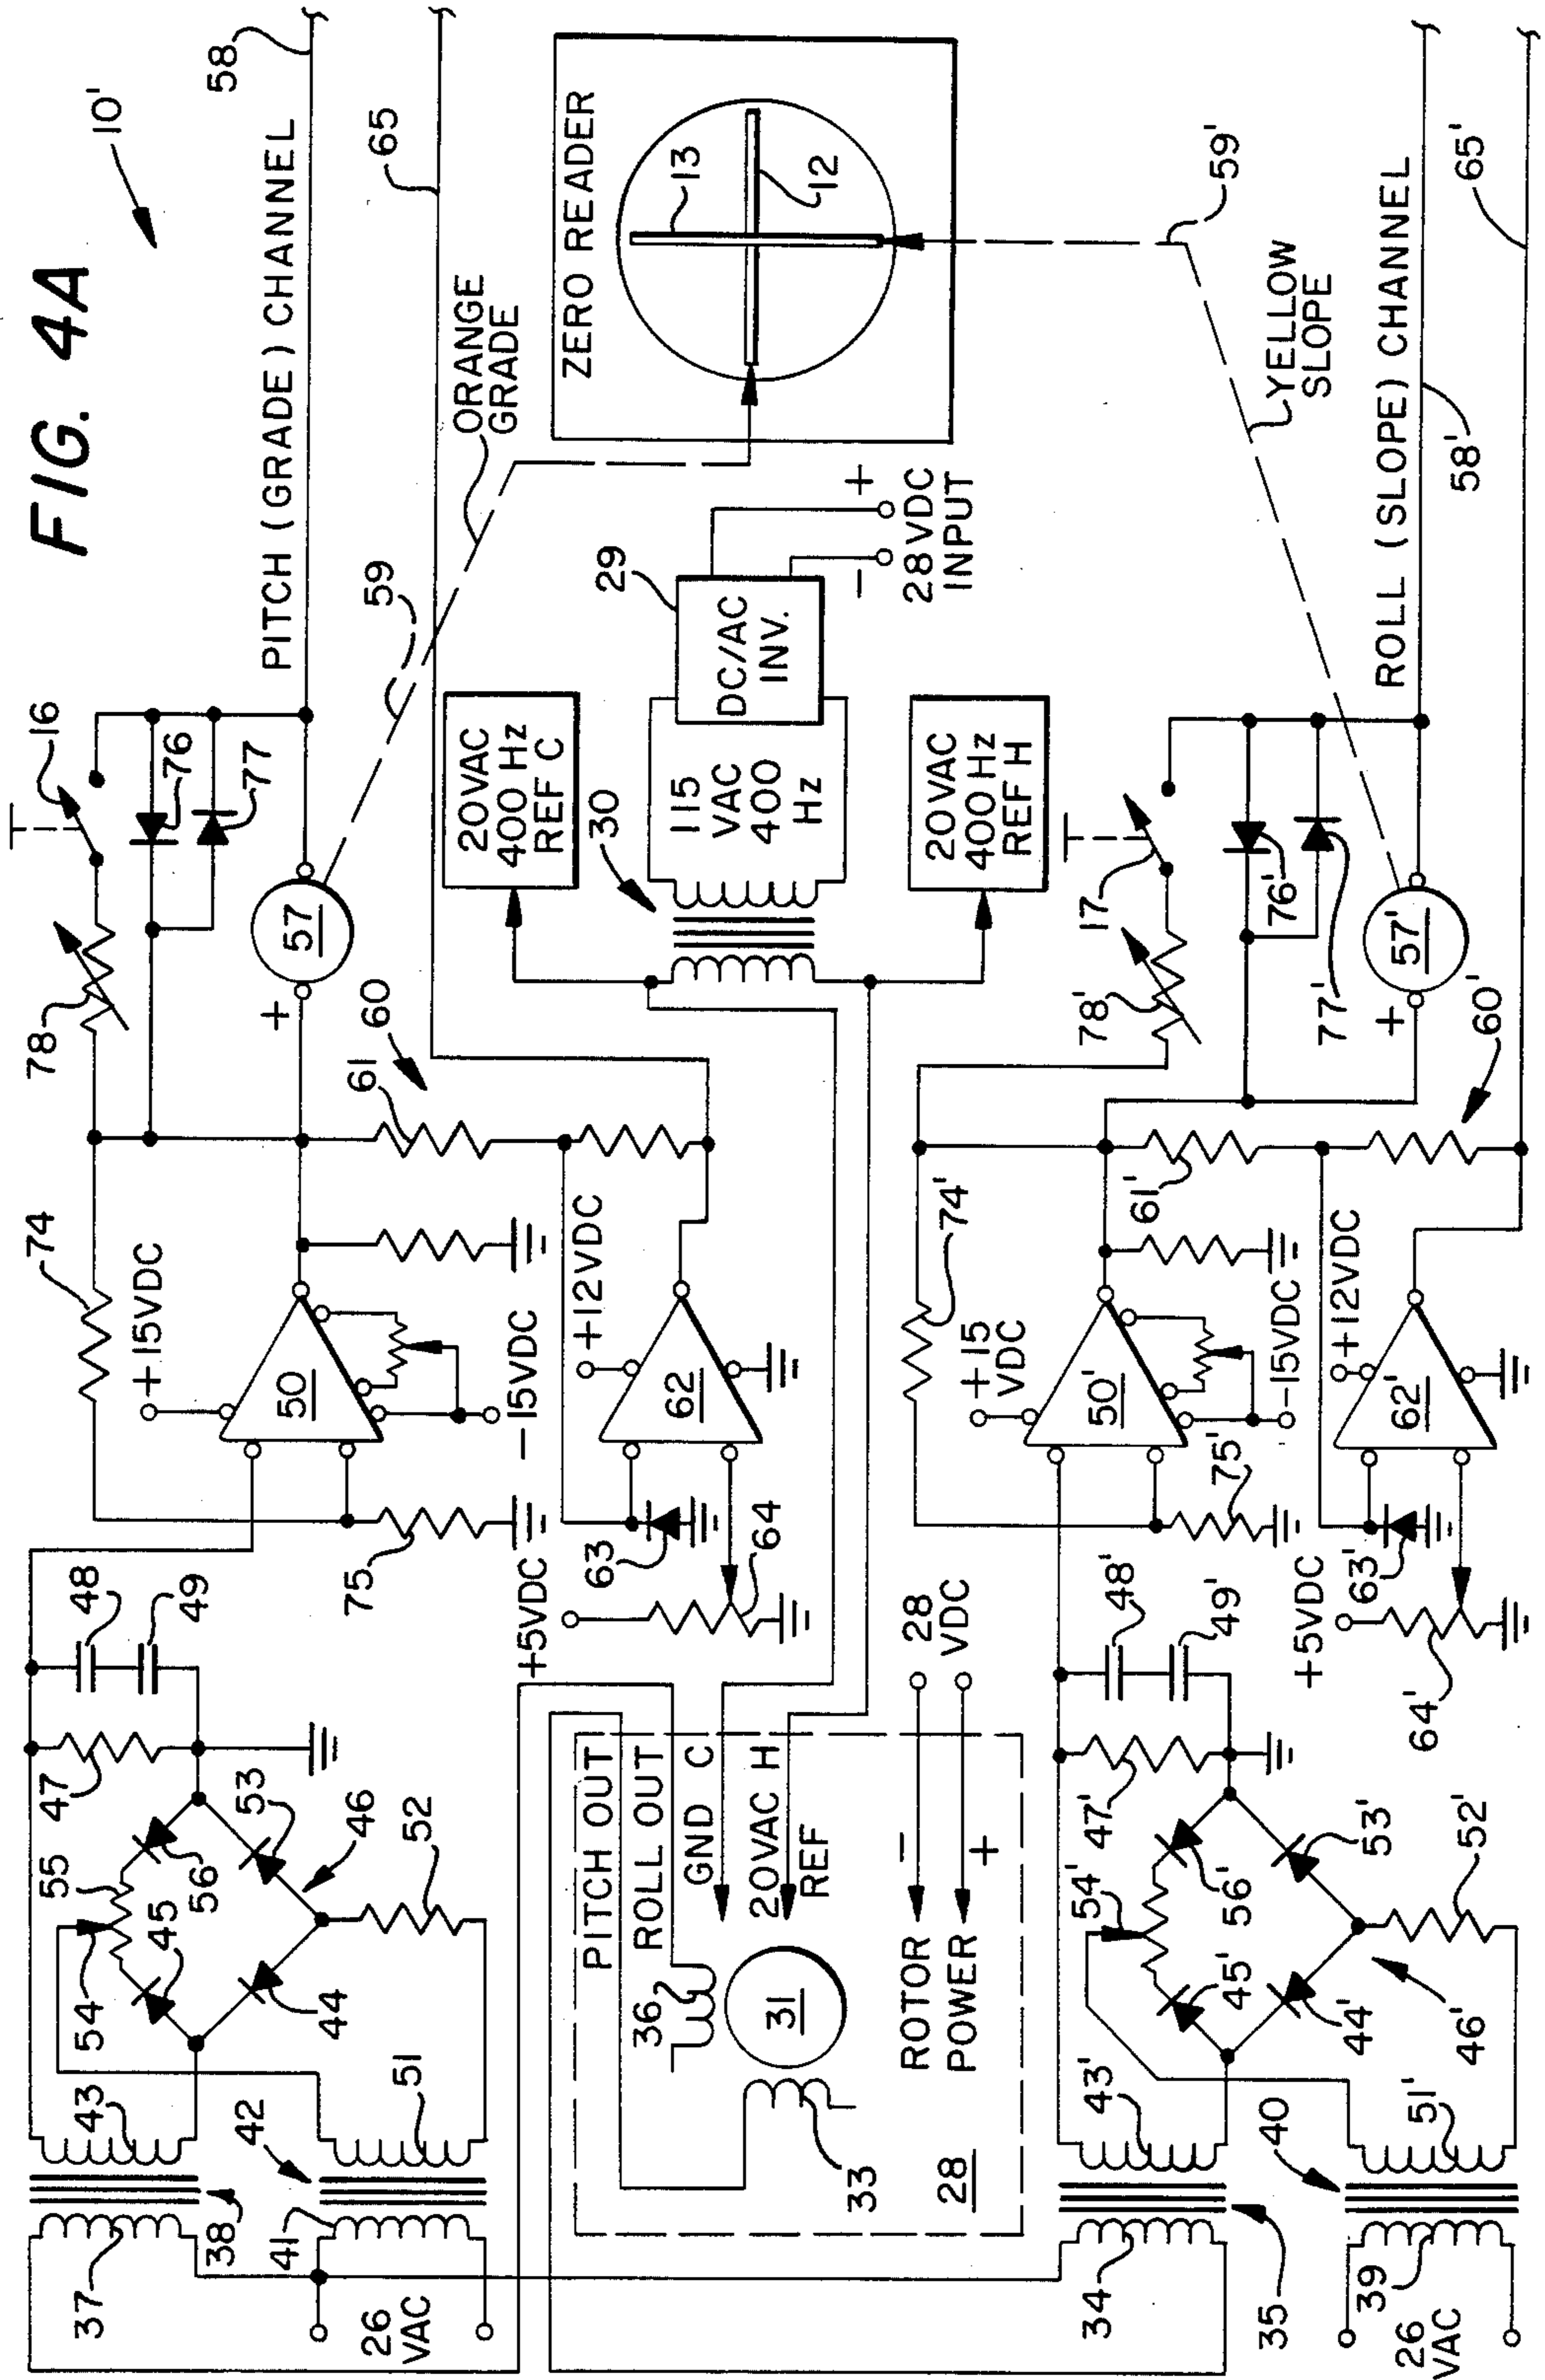 FIG. 4A
10'
PITCH (GRADE) CHANNEL
58
65
16
76
77
78
57
+
59
ORANGE
GRADE
ZERO READER
13
12
74
+15VDC
50
-15VDC
75
48
49
47
55
54
45
56
53
46
44
52
43
37
38
42
41
51
26
VAC
60
61
+12VDC
62
63
64
+5VDC
20VAC
400 Hz
REF C
30
115
VAC
400
Hz
DC/AC
INV.
29
-
+
28VDC
INPUT
20VAC
400 Hz
REF H
PITCH OUT
ROLL OUT
GND C
20VAC H
REF
36
31
33
28
ROTOR
POWER
-
+
28
VDC
59'
YELLOW
SLOPE
ROLL (SLOPE) CHANNEL
58'
65'
17
76'
77'
78'
57'
+
60'
61'
74'
+15
VDC
50'
-15VDC
75'
+12VDC
62'
63'
64'
+5VDC
48'
49'
47'
54'
45'
56'
53'
44'
46'
52'
43'
34
35
40
51'
39
26
VAC